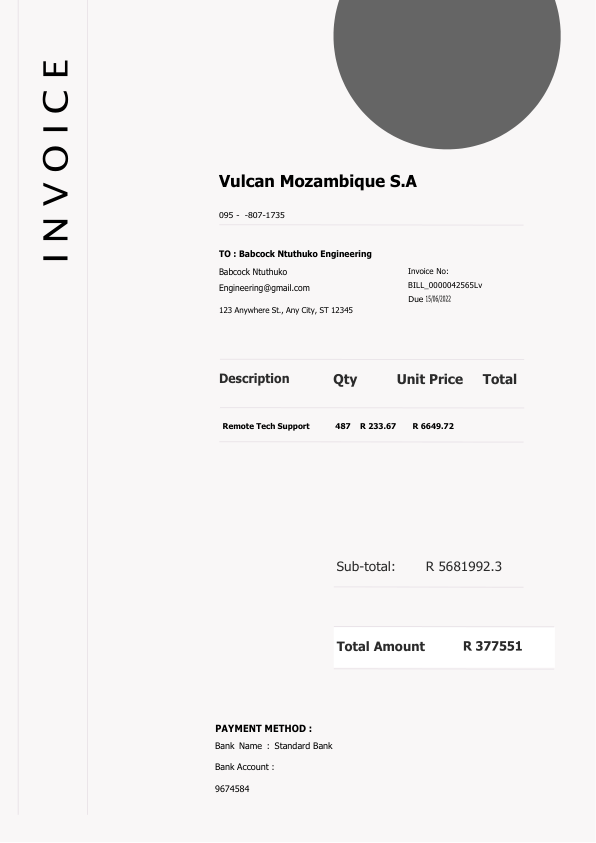 INVOICE
Vulcan Mozambique S.A
095 - -807-1735
TO : Babcock Ntuthuko Engineering
Babcock Ntuthuko
Engineering@gmail.com
123 Anywhere St., Any City, ST 12345
Invoice No:
BILL_0000042565Lv
Due 15/06/2022
Description Qty Unit Price Total
Remote Tech Support 487 R 233.67 R 6649.72
Sub-total: R 5681992.3
Total Amount R 377551
PAYMENT METHOD :
Bank Name : Standard Bank
Bank Account :
9674584